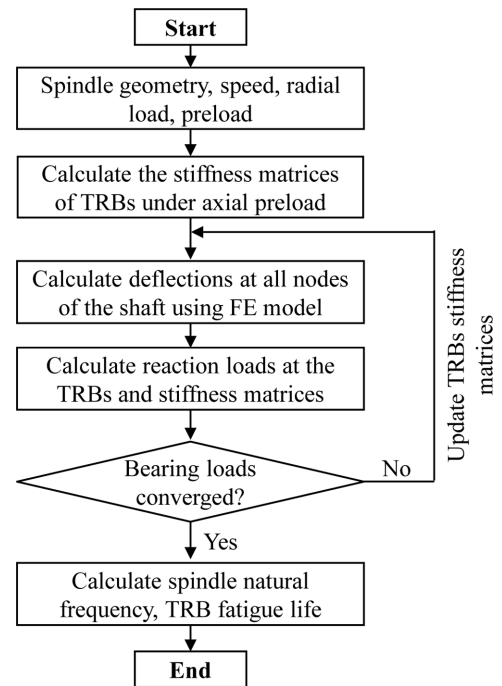 Start
Spindle geometry, speed, radial
load, preload
Calculate the stiffness matrices
of TRBs under axial preload
Calculate deflections at all nodes
of the shaft using FE model
Calculate reaction loads at the
TRBs and stiffness matrices
Bearing loads
converged?
No
Update TRBs stiffness
matrices
Yes
Calculate spindle natural
frequency, TRB fatigue life
End